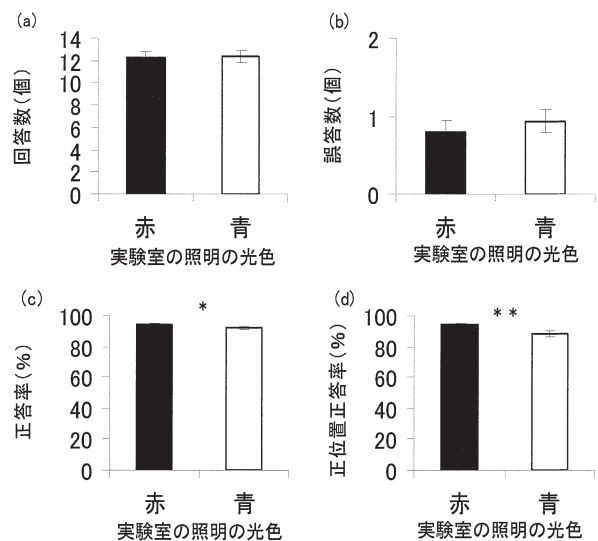 (a)
回答数(個)
14
12
10
8
6
4
2
0
赤 青
実験室の照明の光色
(b)
誤答数(個)
2
1
0
赤 青
実験室の照明の光色
(c)
正答率(%)
100
80
60
40
20
0
*
赤 青
実験室の照明の光色
(d)
正位置正答率(%)
100
80
60
40
20
0
**
赤 青
実験室の照明の光色